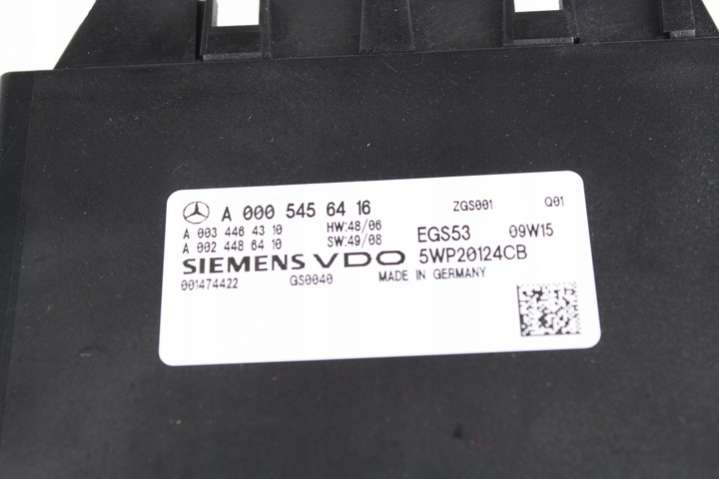 A 000 545 64 16 ZGS001 Q01
A 003 446 43 10 HW:48/06 EGS53 09W15
A 002 448 64 10 SW:49/08
SIEMENS VDO 5WP20124CB
001474422 GS0040 MADE IN GERMANY